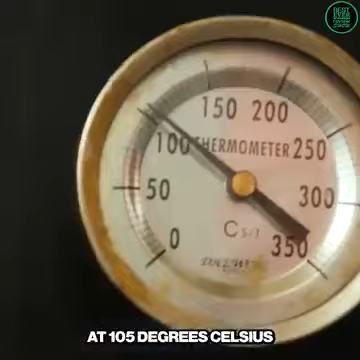 150 200
100 THERMOMETER 250
50 300
C
0 350
AT 105 DEGREES CELSIUS